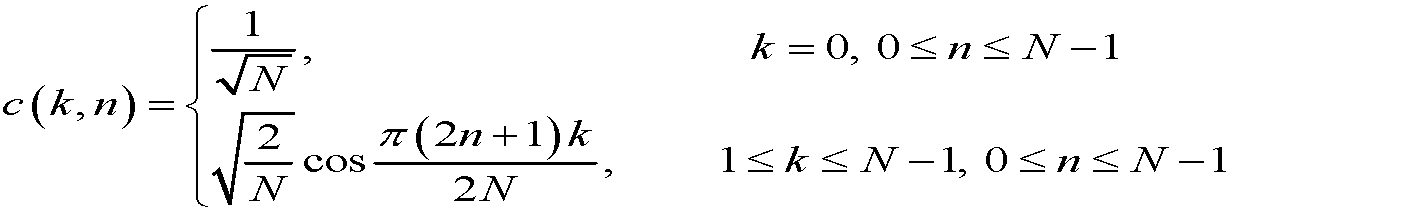 c(k,n) = { 1/√N, k = 0, 0 ≤ n ≤ N − 1
√(2/N) cos π(2n+1)k/2N, 1 ≤ k ≤ N − 1, 0 ≤ n ≤ N − 1